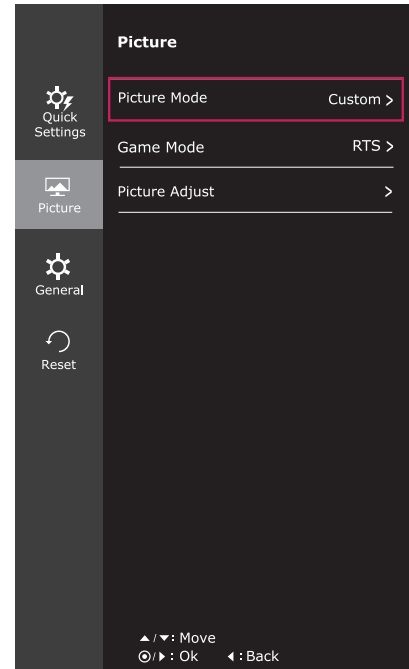 Picture
Quick
Settings
Picture
General
Reset
Picture Mode Custom >
Game Mode RTS >
Picture Adjust >
▲/▼: Move
◉/▶: Ok ◀: Back